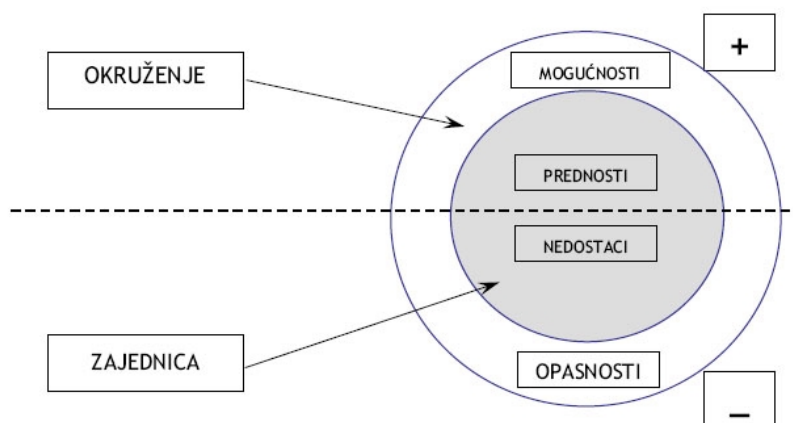 +
OKRUŽENJE
MOGUĆNOSTI
PREDNOSTI
NEDOSTACI
ZAJEDNICA
OPASNOSTI
–